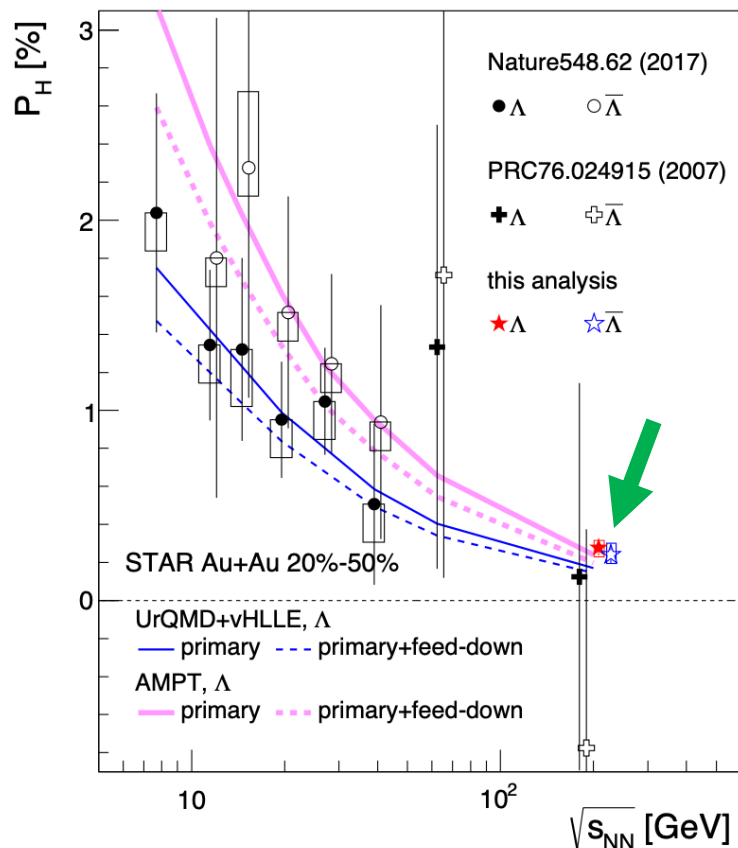 P_H [%]
3
2
1
0
Nature548.62 (2017)
Λ Λ̅
PRC76.024915 (2007)
Λ Λ̅
this analysis
Λ Λ̅
STAR Au+Au 20%-50%
UrQMD+vHLLE, Λ
primary primary+feed-down
AMPT, Λ
primary primary+feed-down
10 10²
√s_NN [GeV]